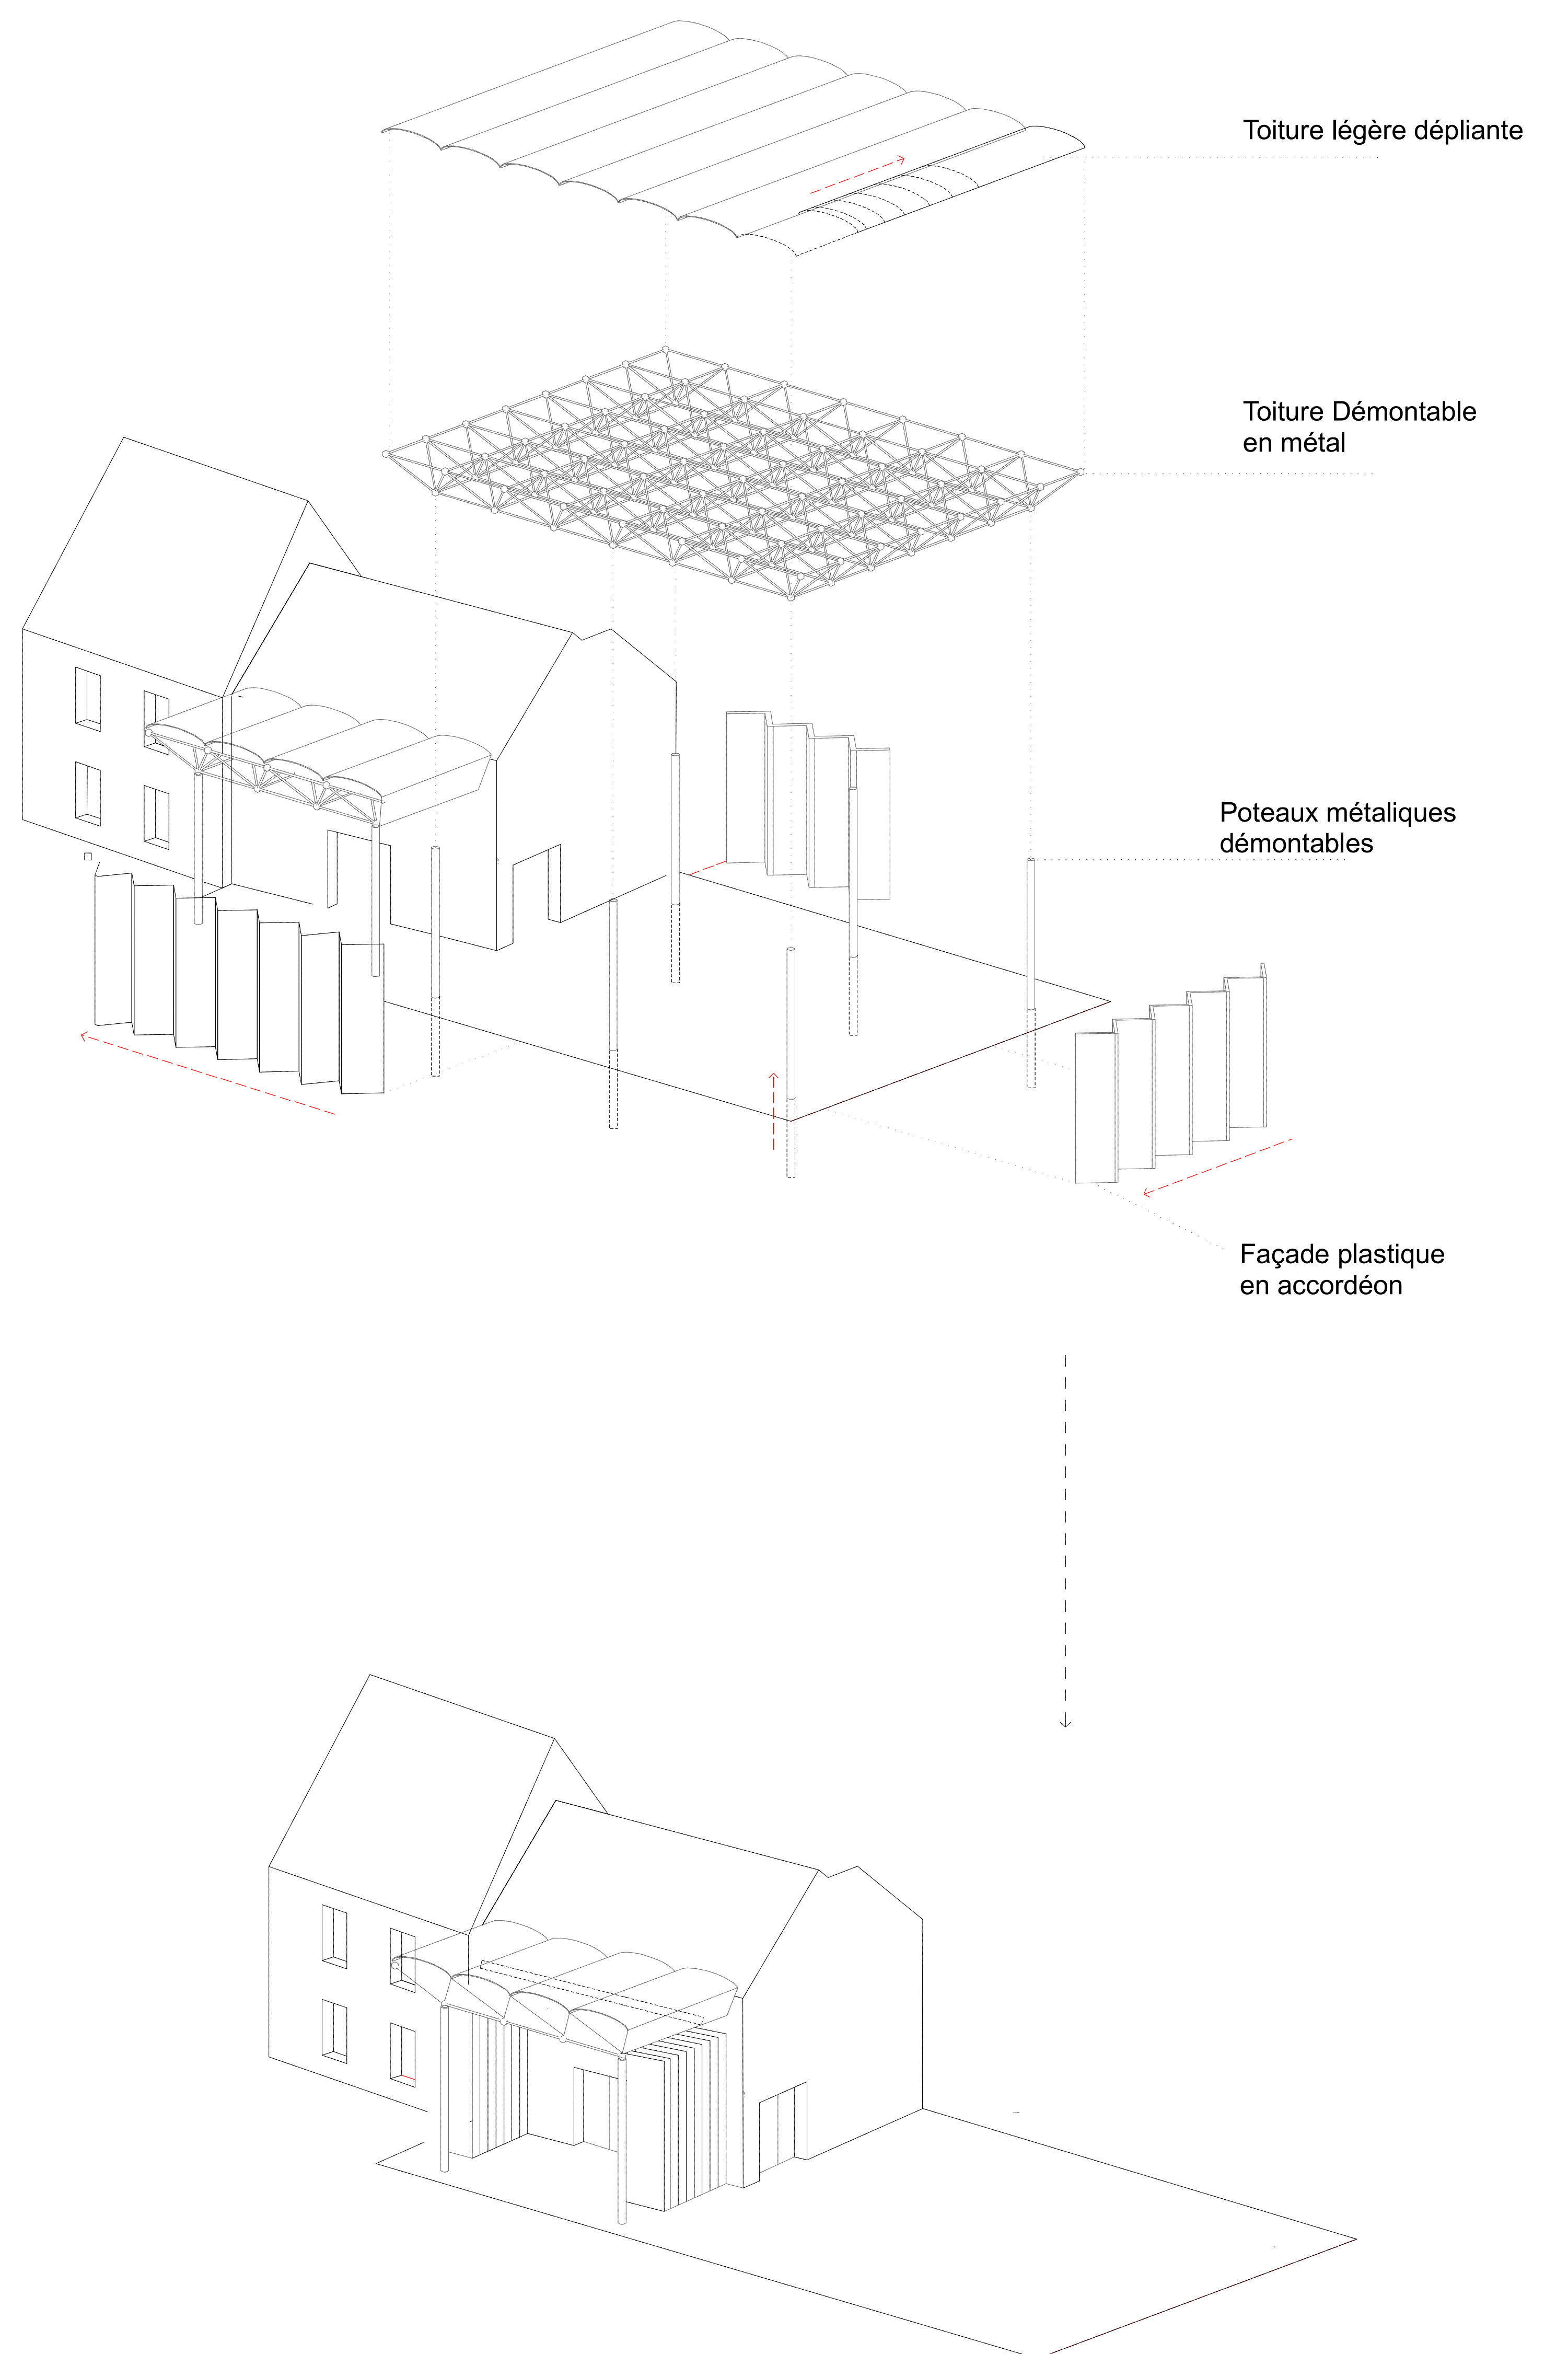 Toiture légère dépliante
Toiture Démontable
en métal
Poteaux métaliques
démontables
Façade plastique
en accordéon